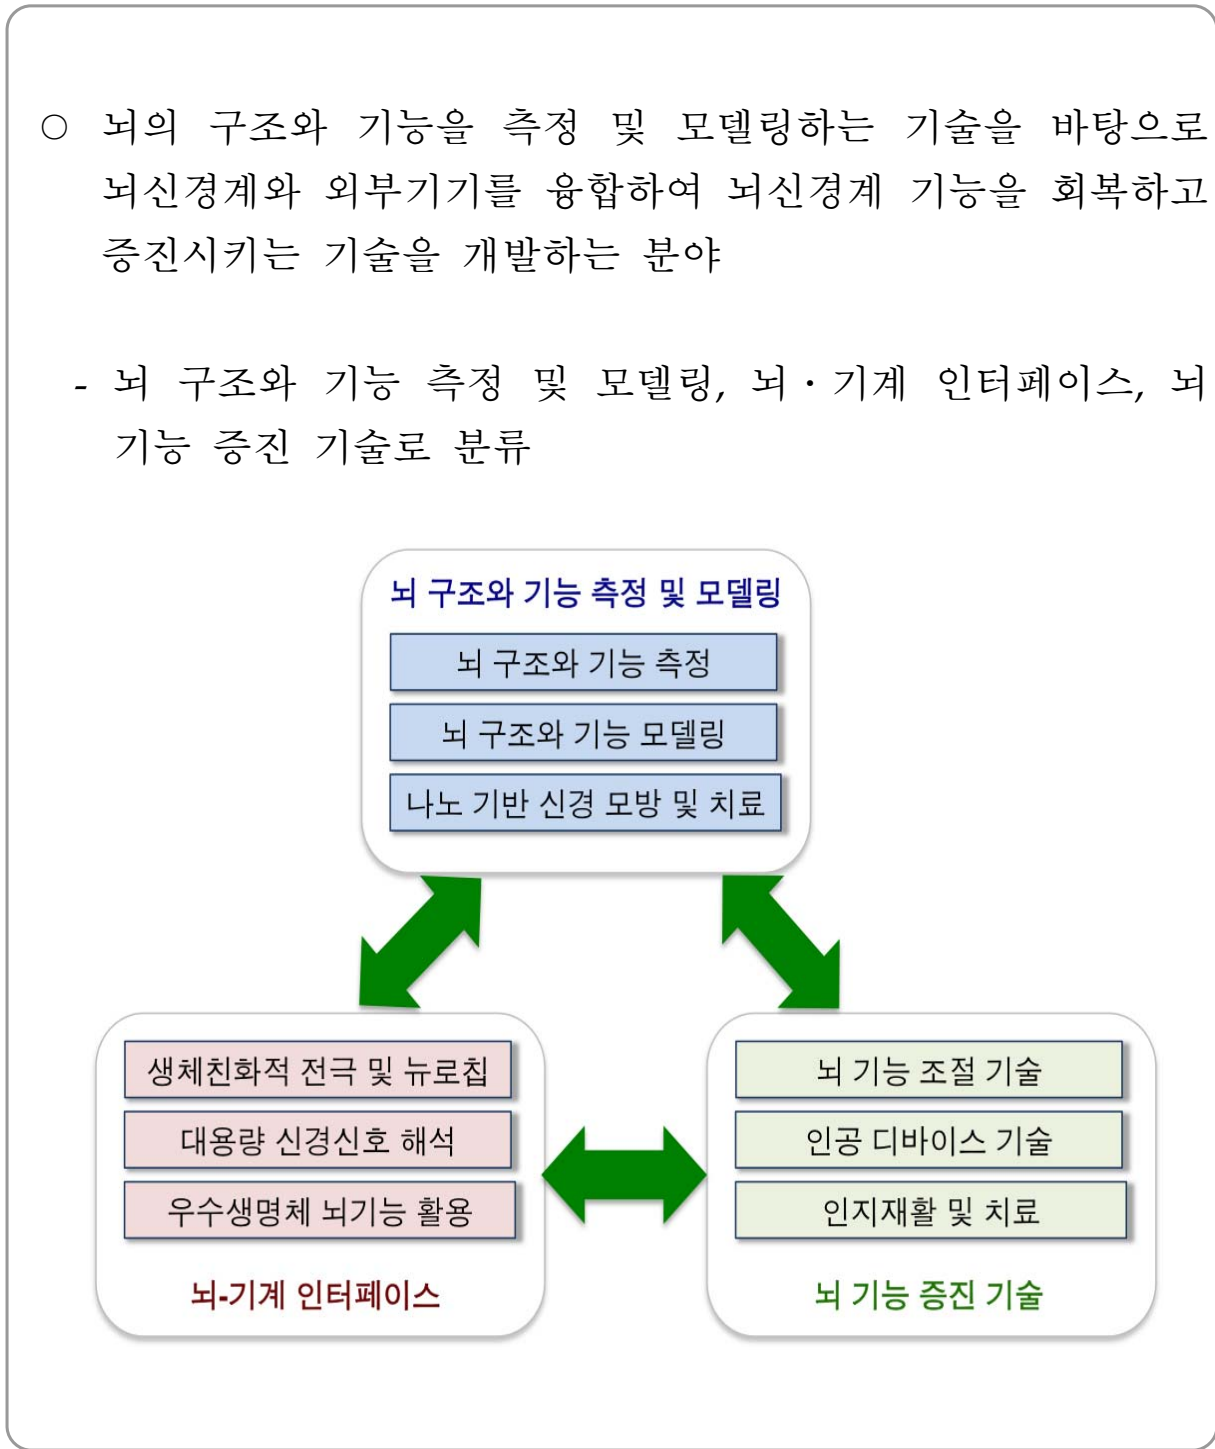 ○ 뇌의 구조와 기능을 측정 및 모델링하는 기술을 바탕으로
뇌신경계와 외부기기를 융합하여 뇌신경계 기능을 회복하고
증진시키는 기술을 개발하는 분야
- 뇌 구조와 기능 측정 및 모델링, 뇌·기계 인터페이스, 뇌
기능 증진 기술로 분류
뇌 구조와 기능 측정 및 모델링
뇌 구조와 기능 측정
뇌 구조와 기능 모델링
나노 기반 신경 모방 및 치료
생체친화적 전극 및 뉴로칩
대용량 신경신호 해석
우수생명체 뇌기능 활용
뇌-기계 인터페이스
뇌 기능 조절 기술
인공 디바이스 기술
인지재활 및 치료
뇌 기능 증진 기술